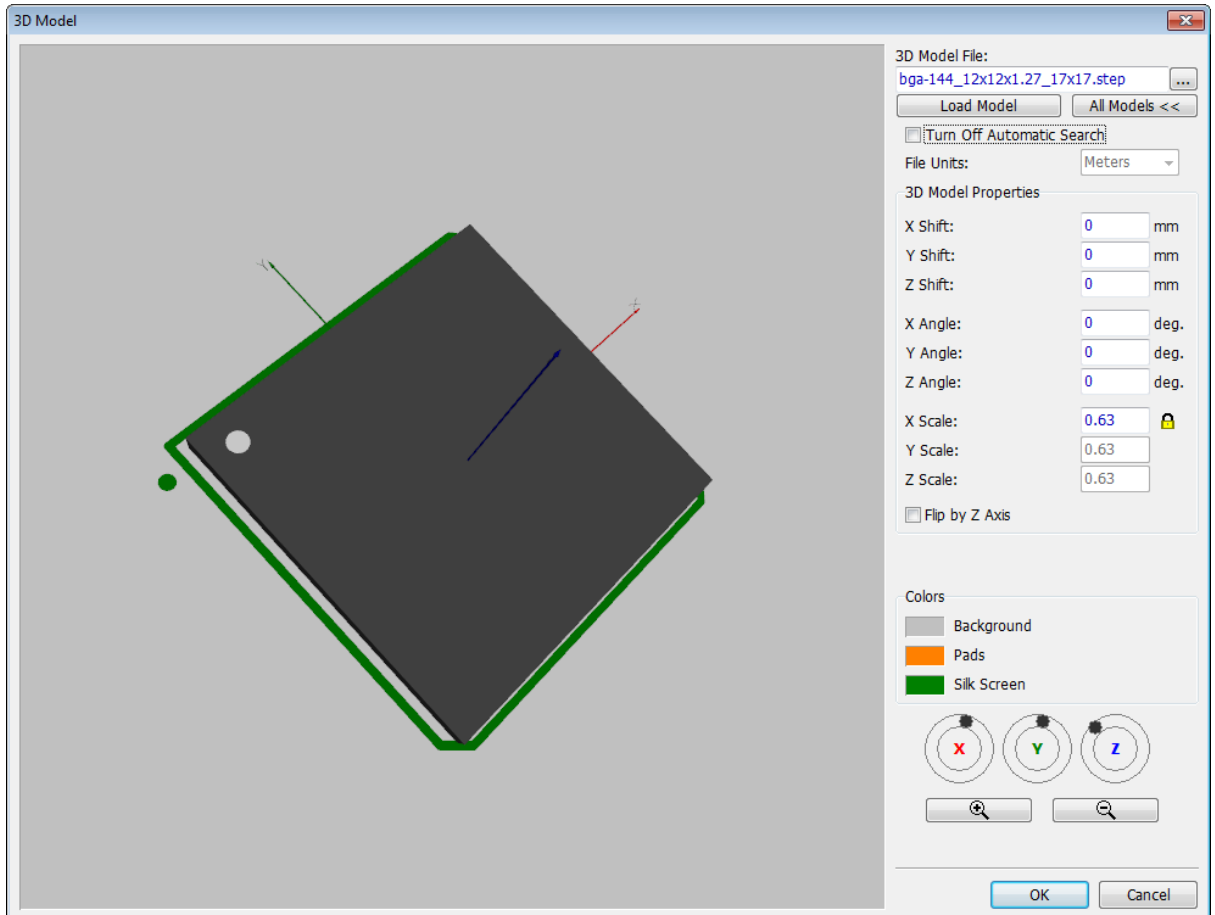 3D Model
3D Model File:
bga-144_12x12x1.27_17x17.step ...
Load Model All Models <<
Turn Off Automatic Search
File Units: Meters
3D Model Properties
X Shift: 0 mm
Y Shift: 0 mm
Z Shift: 0 mm
X Angle: 0 deg.
Y Angle: 0 deg.
Z Angle: 0 deg.
X Scale: 0.63
Y Scale: 0.63
Z Scale: 0.63
Flip by Z Axis
Colors
Background
Pads
Silk Screen
X Y Z
OK Cancel
Y
X